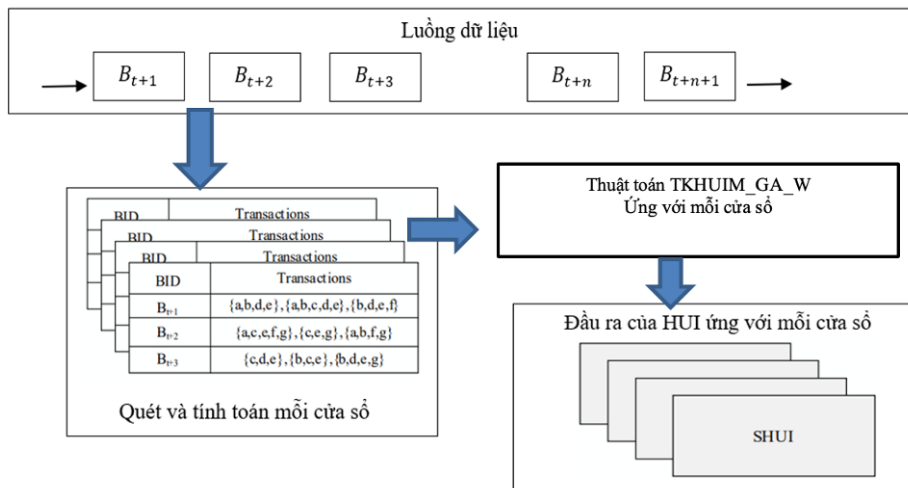 Luồng dữ liệu
B_{t+1} B_{t+2} B_{t+3} B_{t+n} B_{t+n+1}
BID Transactions
BID Transactions
BID Transactions
BID Transactions
B_{t+1} {a,b,d,e},{a,b,c,d,e},{b,d,e,f}
B_{t+2} {a,c,e,f,g},{c,e,g},{a,b,f,g}
B_{t+3} {c,d,e},{b,c,e},{b,d,e,g}
Quét và tính toán mỗi cửa sổ
Thuật toán TKHUIM_GA_W
Ứng với mỗi cửa sổ
Đầu ra của HUI ứng với mỗi cửa sổ
SHUI